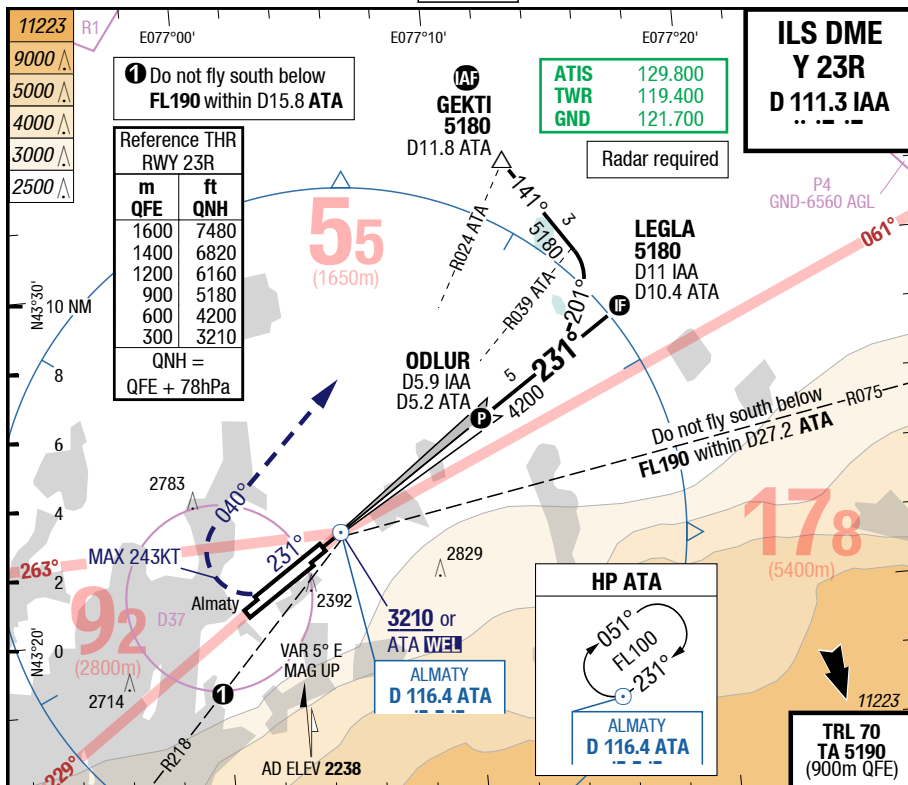 11223
9000
5000
4000
3000
2500
R1
E077°00'
E077°10'
E077°20'
ILS DME
Y 23R
D 111.3 IAA
1 Do not fly south below
FL190 within D15.8 ATA
IAF
GEKTI
5180
D11.8 ATA
ATIS 129.800
TWR 119.400
GND 121.700
Radar required
P4
GND-6560 AGL
Reference THR
RWY 23R
m ft
QFE QNH
1600 7480
1400 6820
1200 6160
900 5180
600 4200
300 3210
QNH =
QFE + 78hPa
55
(1650m)
141°
3
5180
R024 ATA
R039 ATA
201°
LEGLA
5180
D11 IAA
D10.4 ATA
IF
061°
N43°30'
10 NM
8
6
4
2
0
N43°20'
ODLUR
D5.9 IAA
D5.2 ATA
P
5
231°
4200
Do not fly south below
FL190 within D27.2 ATA
R075
178
(5400m)
2783
040°
MAX 243KT
231°
263°
Almaty
92
(2800m)
D37
2392
2829
2714
1
R218
229°
VAR 5° E
MAG UP
AD ELEV 2238
3210 or
ATA WEL
ALMATY
D 116.4 ATA
HP ATA
051°
FL100
231°
ALMATY
D 116.4 ATA
11223
TRL 70
TA 5190
(900m QFE)